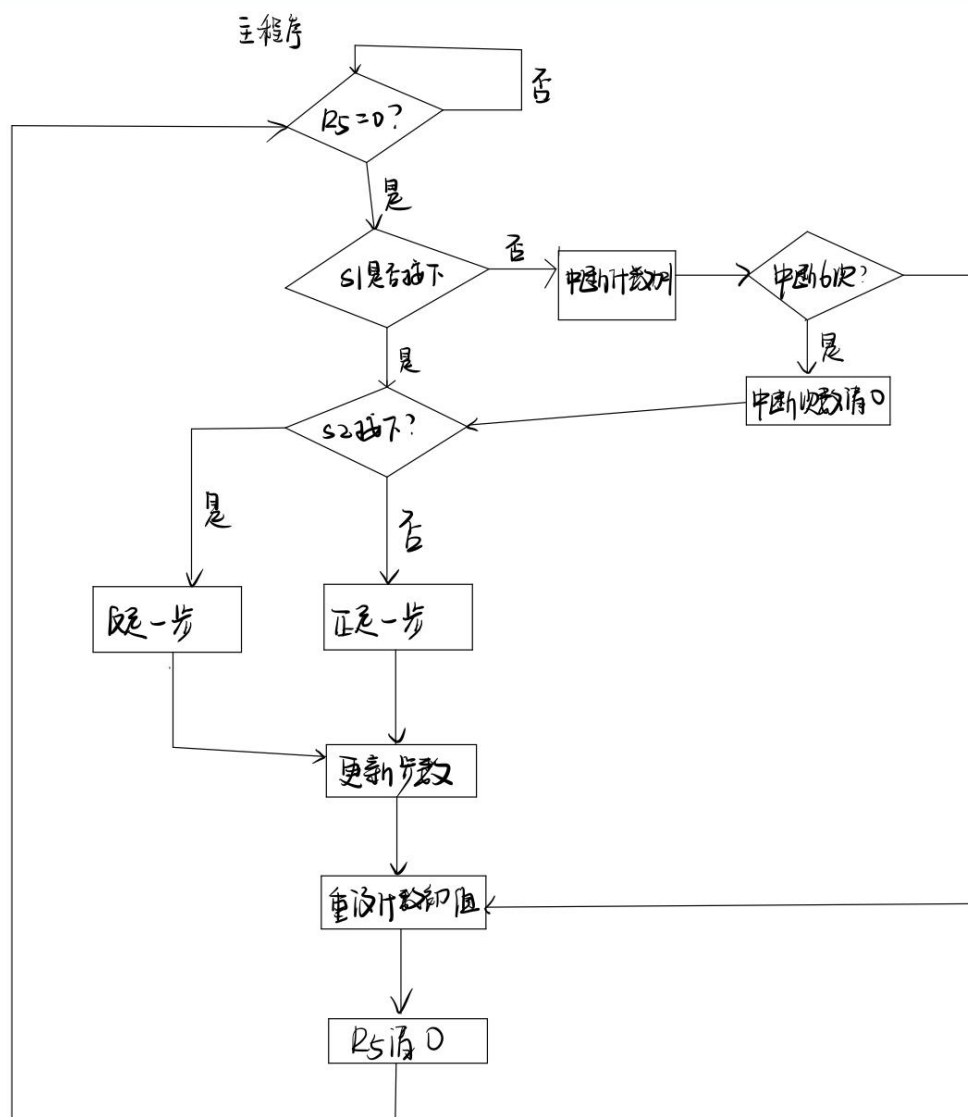 主程序
否
R5=0?
是
S1是否按下
否
中断计数加1
中断6次?
是
是
中断次数清0
S2按下?
是
否
反走一步
正走一步
更新步数
重设计数初值
R5清0